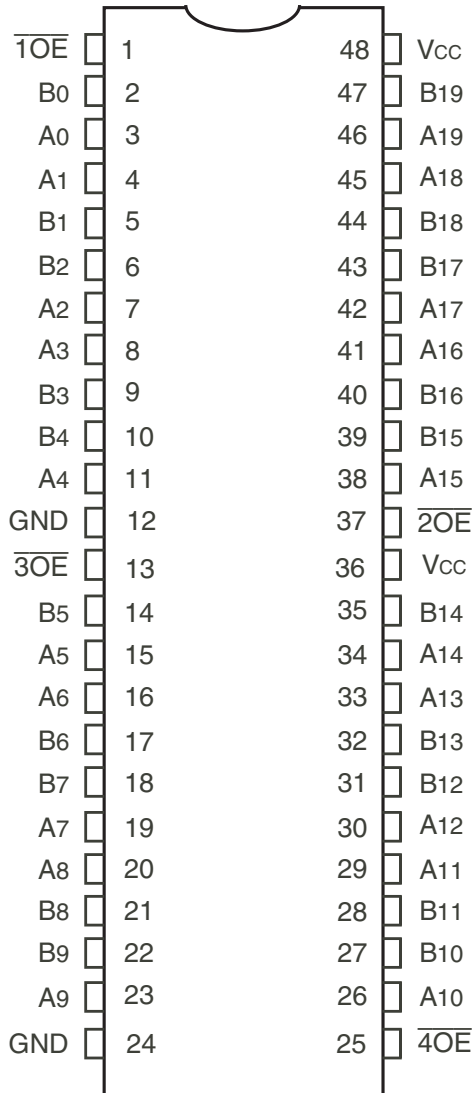 1OE 1 48 VCC
B0 2 47 B19
A0 3 46 A19
A1 4 45 A18
B1 5 44 B18
B2 6 43 B17
A2 7 42 A17
A3 8 41 A16
B3 9 40 B16
B4 10 39 B15
A4 11 38 A15
GND 12 37 2OE
3OE 13 36 VCC
B5 14 35 B14
A5 15 34 A14
A6 16 33 A13
B6 17 32 B13
B7 18 31 B12
A7 19 30 A12
A8 20 29 A11
B8 21 28 B11
B9 22 27 B10
A9 23 26 A10
GND 24 25 4OE